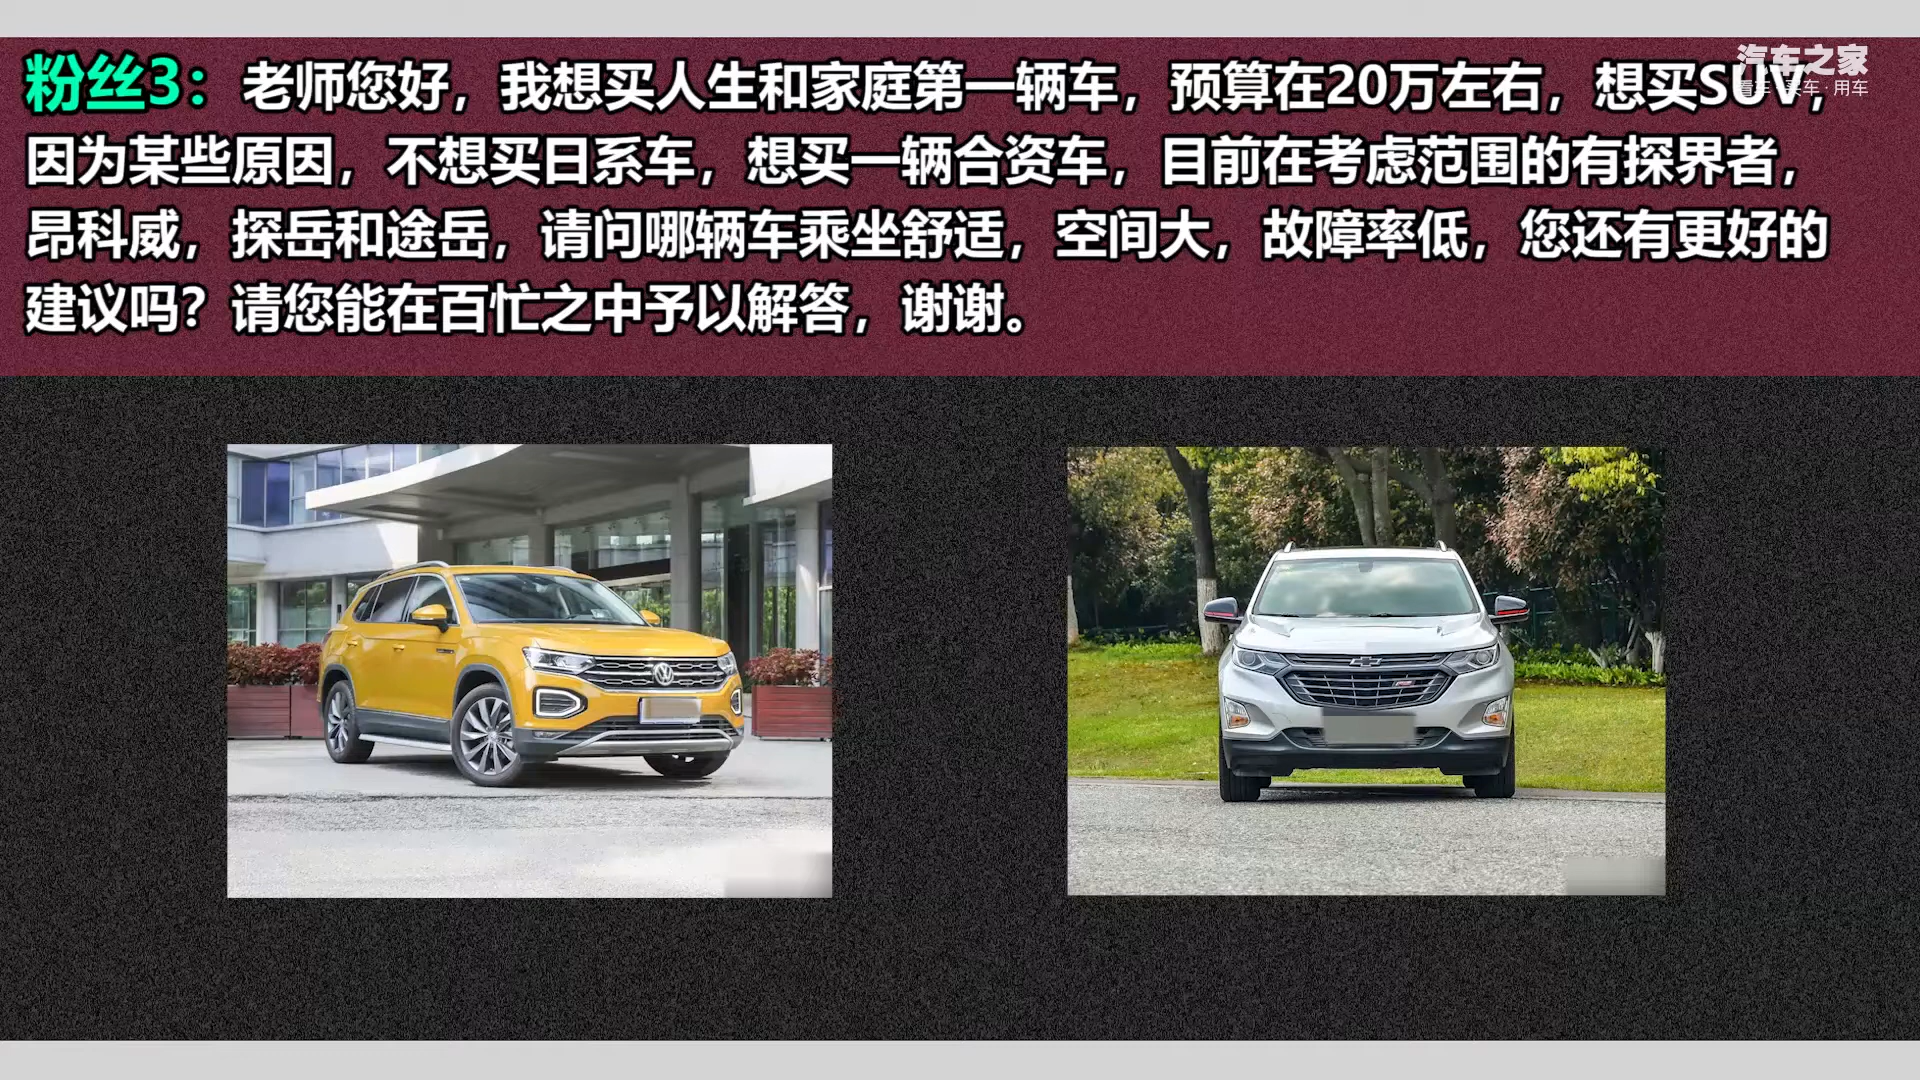 汽车之家
看车·买车·用车
粉丝3：老师您好，我想买人生和家庭第一辆车，预算在20万左右，想买SUV，
因为某些原因，不想买日系车，想买一辆合资车，目前在考虑范围的有探界者，
昂科威，探岳和途岳，请问哪辆车乘坐舒适，空间大，故障率低，您还有更好的
建议吗？请您能在百忙之中予以解答，谢谢。